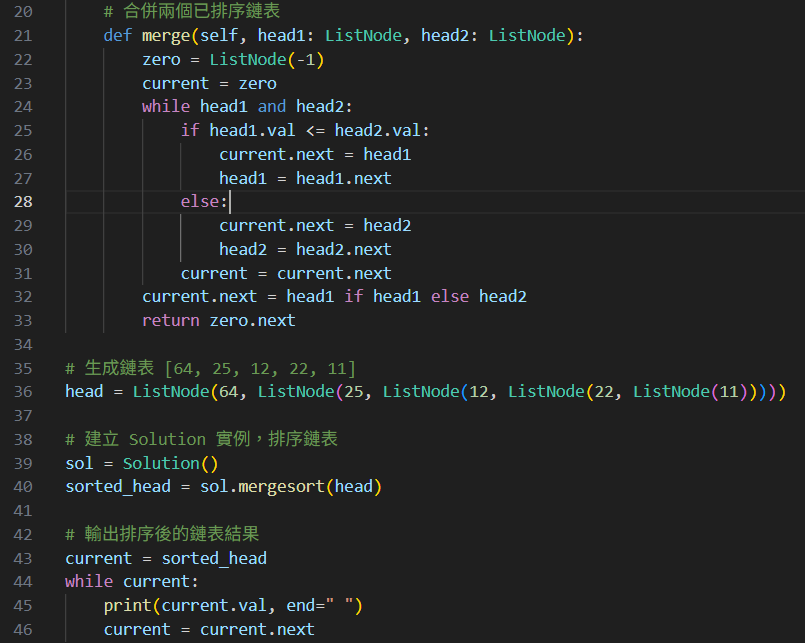 20 # 合併兩個已排序鏈表
21 def merge(self, head1: ListNode, head2: ListNode):
22 zero = ListNode(-1)
23 current = zero
24 while head1 and head2:
25 if head1.val <= head2.val:
26 current.next = head1
27 head1 = head1.next
28 else:
29 current.next = head2
30 head2 = head2.next
31 current = current.next
32 current.next = head1 if head1 else head2
33 return zero.next
34
35 # 生成鏈表 [64, 25, 12, 22, 11]
36 head = ListNode(64, ListNode(25, ListNode(12, ListNode(22, ListNode(11)))))
37
38 # 建立 Solution 實例，排序鏈表
39 sol = Solution()
40 sorted_head = sol.mergesort(head)
41
42 # 輸出排序後的鏈表結果
43 current = sorted_head
44 while current:
45 print(current.val, end=" ")
46 current = current.next